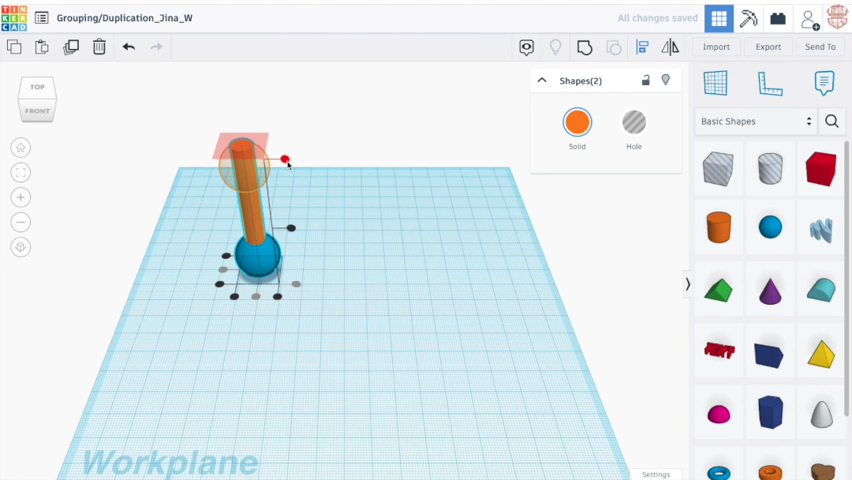 TIN
KER
CAD
Grouping/Duplication_Jina_W
All changes saved
Import
Export
Send To
TOP
FRONT
Shapes(2)
Solid
Hole
Basic Shapes
Workplane
Settings